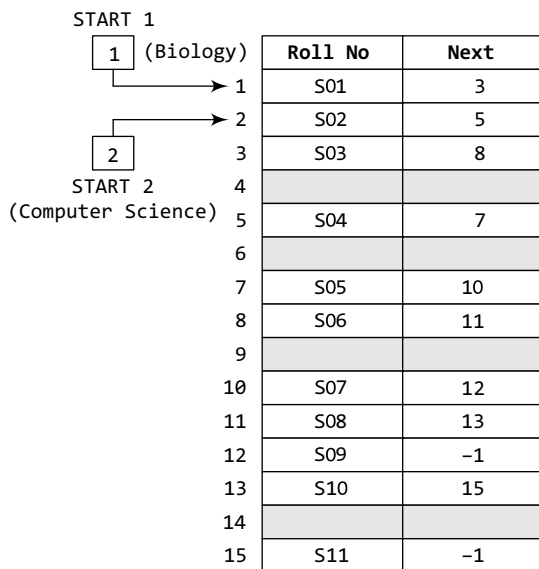 START 1
1 (Biology)
Roll No Next
1 S01 3
2 S02 5
2
3 S03 8
START 2
4
(Computer Science)
5 S04 7
6
7 S05 10
8 S06 11
9
10 S07 12
11 S08 13
12 S09 –1
13 S10 15
14
15 S11 –1